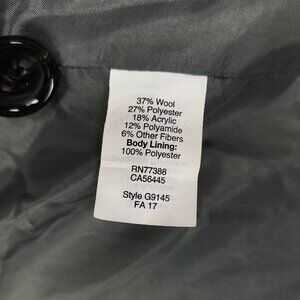 37% Wool
27% Polyester
18% Acrylic
12% Polyamide
6% Other Fibers
Body Lining:
100% Polyester
RN77388
CA56445
Style G9145
FA 17